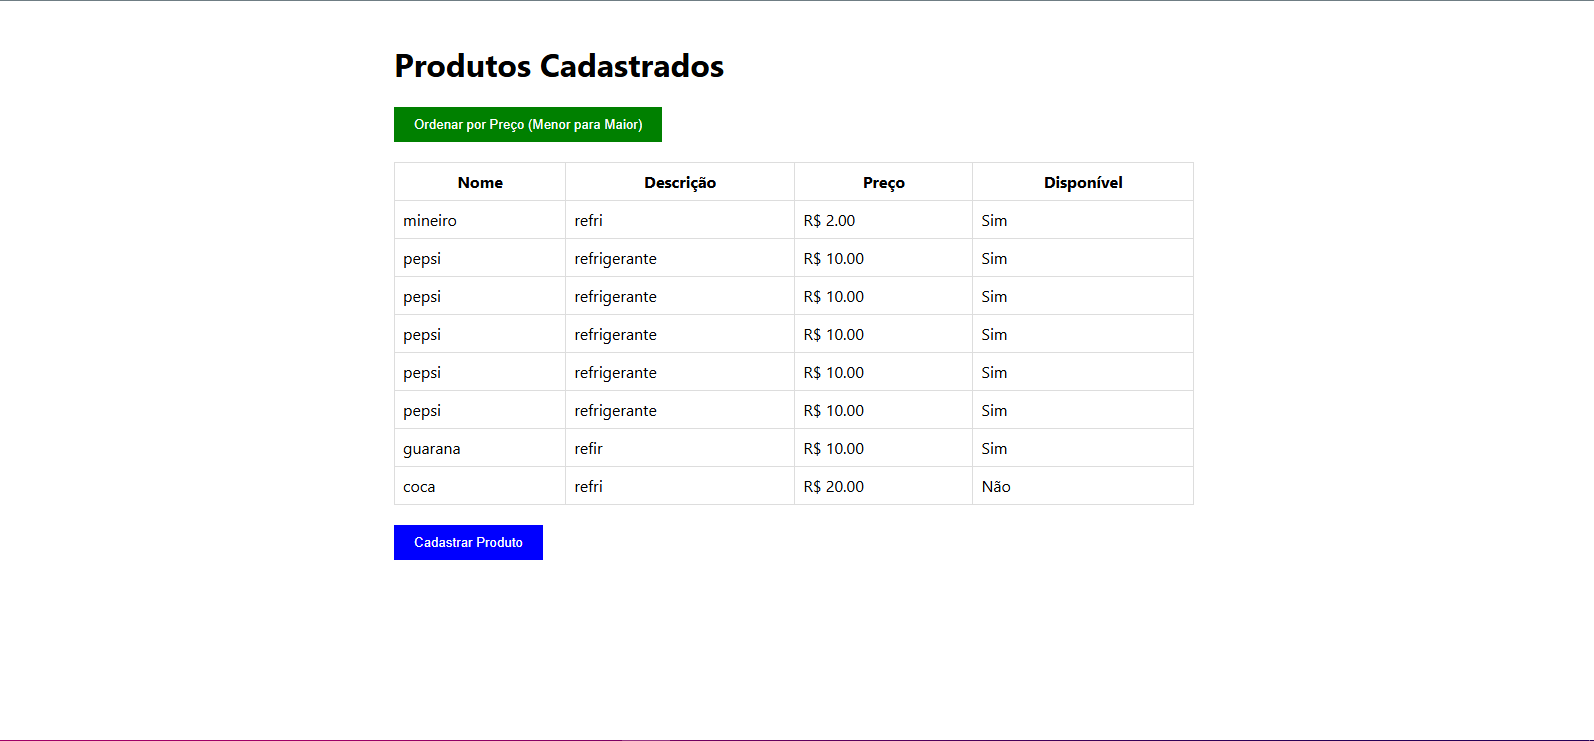 Produtos Cadastrados
Ordenar por Preço (Menor para Maior)
Nome Descrição Preço Disponível
mineiro refri R$ 2.00 Sim
pepsi refrigerante R$ 10.00 Sim
pepsi refrigerante R$ 10.00 Sim
pepsi refrigerante R$ 10.00 Sim
pepsi refrigerante R$ 10.00 Sim
pepsi refrigerante R$ 10.00 Sim
guarana refir R$ 10.00 Sim
coca refri R$ 20.00 Não
Cadastrar Produto